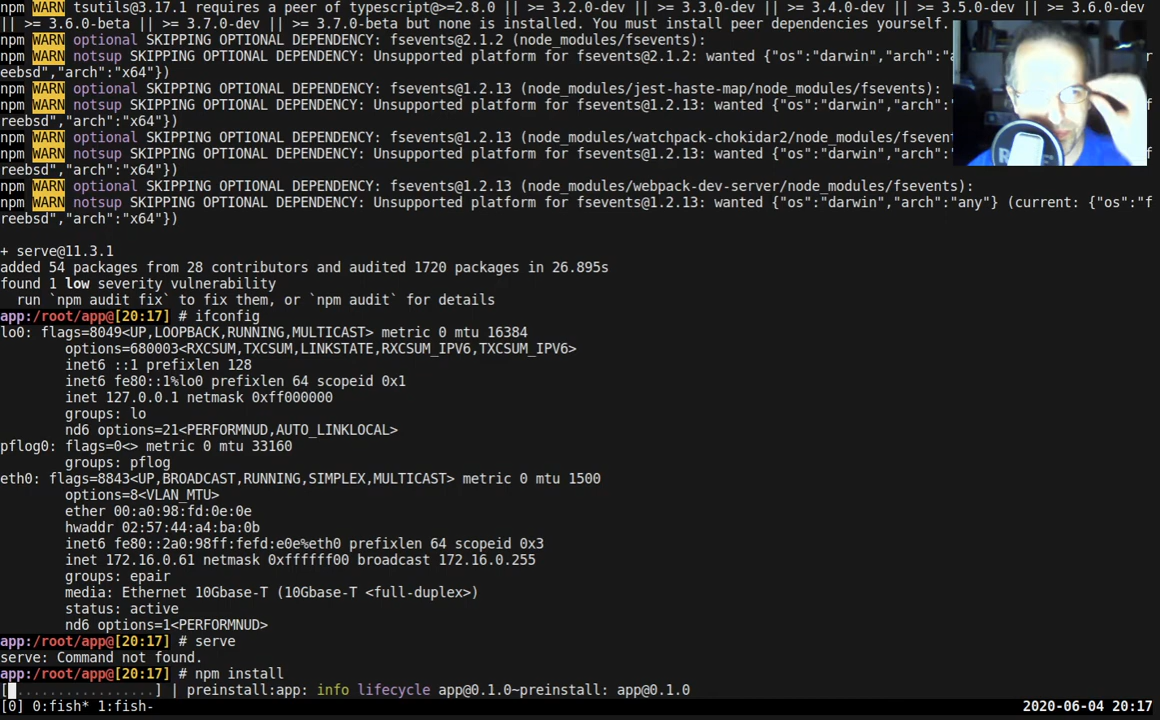 npm WARN tsutils@3.17.1 requires a peer of typescript@>=2.8.0 || >= 3.2.0-dev || >= 3.3.0-dev || >= 3.4.0-dev || >= 3.5.0-dev || >= 3.6.0-dev
|| >= 3.6.0-beta || >= 3.7.0-dev || >= 3.7.0-beta but none is installed. You must install peer dependencies yourself.
npm WARN optional SKIPPING OPTIONAL DEPENDENCY: fsevents@2.1.2 (node_modules/fsevents):
npm WARN notsup SKIPPING OPTIONAL DEPENDENCY: Unsupported platform for fsevents@2.1.2: wanted {"os":"darwin","arch":"a r
eebsd","arch":"x64"})
npm WARN optional SKIPPING OPTIONAL DEPENDENCY: fsevents@1.2.13 (node_modules/jest-haste-map/node_modules/fsevents):
npm WARN notsup SKIPPING OPTIONAL DEPENDENCY: Unsupported platform for fsevents@1.2.13: wanted {"os":"darwin","arch": f
eebsd","arch":"x64"})
npm WARN optional SKIPPING OPTIONAL DEPENDENCY: fsevents@1.2.13 (node_modules/watchpack-chokidar2/node_modules/fsevent
npm WARN notsup SKIPPING OPTIONAL DEPENDENCY: Unsupported platform for fsevents@1.2.13: wanted {"os":"darwin","arch": f
reebsd","arch":"x64"})
npm WARN optional SKIPPING OPTIONAL DEPENDENCY: fsevents@1.2.13 (node_modules/webpack-dev-server/node_modules/fsevents):
npm WARN notsup SKIPPING OPTIONAL DEPENDENCY: Unsupported platform for fsevents@1.2.13: wanted {"os":"darwin","arch":"any"} (current: {"os":"f
reebsd","arch":"x64"})
+ serve@11.3.1
added 54 packages from 28 contributors and audited 1720 packages in 26.895s
found 1 low severity vulnerability
run `npm audit fix` to fix them, or `npm audit` for details
app:/root/app@[20:17] # ifconfig
lo0: flags=8049<UP,LOOPBACK,RUNNING,MULTICAST> metric 0 mtu 16384
options=680003<RXCSUM,TXCSUM,LINKSTATE,RXCSUM_IPV6,TXCSUM_IPV6>
inet6 ::1 prefixlen 128
inet6 fe80::1%lo0 prefixlen 64 scopeid 0x1
inet 127.0.0.1 netmask 0xff000000
groups: lo
nd6 options=21<PERFORMNUD,AUTO_LINKLOCAL>
pflog0: flags=0<> metric 0 mtu 33160
groups: pflog
eth0: flags=8843<UP,BROADCAST,RUNNING,SIMPLEX,MULTICAST> metric 0 mtu 1500
options=8<VLAN_MTU>
ether 00:a0:98:fd:0e:0e
hwaddr 02:57:44:a4:ba:0b
inet6 fe80::2a0:98ff:fefd:e0e%eth0 prefixlen 64 scopeid 0x3
inet 172.16.0.61 netmask 0xffffff00 broadcast 172.16.0.255
groups: epair
media: Ethernet 10Gbase-T (10Gbase-T <full-duplex>)
status: active
nd6 options=1<PERFORMNUD>
app:/root/app@[20:17] # serve
serve: Command not found.
app:/root/app@[20:17] # npm install
[ .................] | preinstall:app: info lifecycle app@0.1.0~preinstall: app@0.1.0
[0] 0:fish* 1:fish- 2020-06-04 20:17